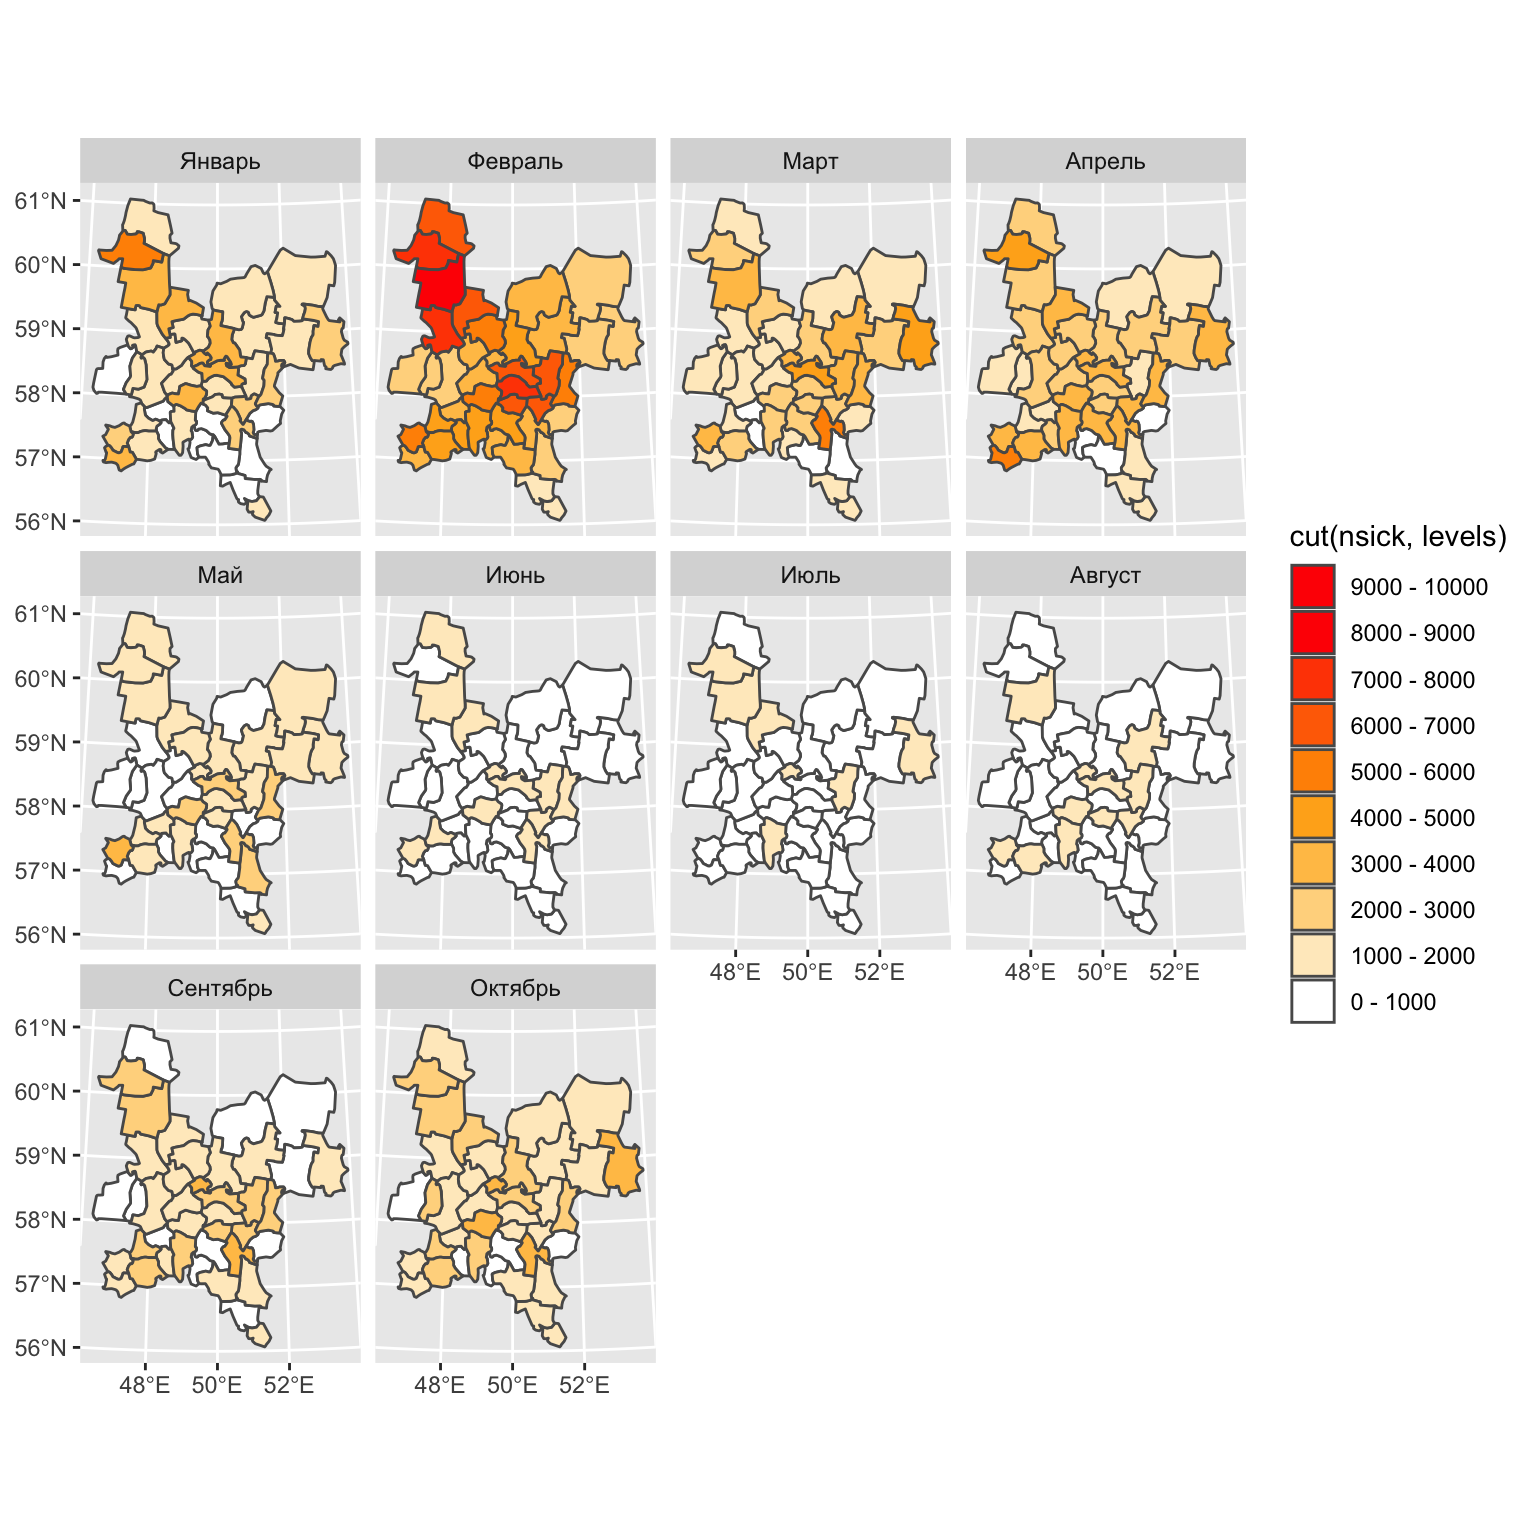 Январь
Февраль
Март
Апрель
61°N
60°N
59°N
58°N
57°N
56°N
Май
Июнь
Июль
Август
61°N
60°N
59°N
58°N
57°N
56°N
48°E 50°E 52°E
48°E 50°E 52°E
Сентябрь
Октябрь
61°N
60°N
59°N
58°N
57°N
56°N
48°E 50°E 52°E
48°E 50°E 52°E
cut(nsick, levels)
9000 - 10000
8000 - 9000
7000 - 8000
6000 - 7000
5000 - 6000
4000 - 5000
3000 - 4000
2000 - 3000
1000 - 2000
0 - 1000